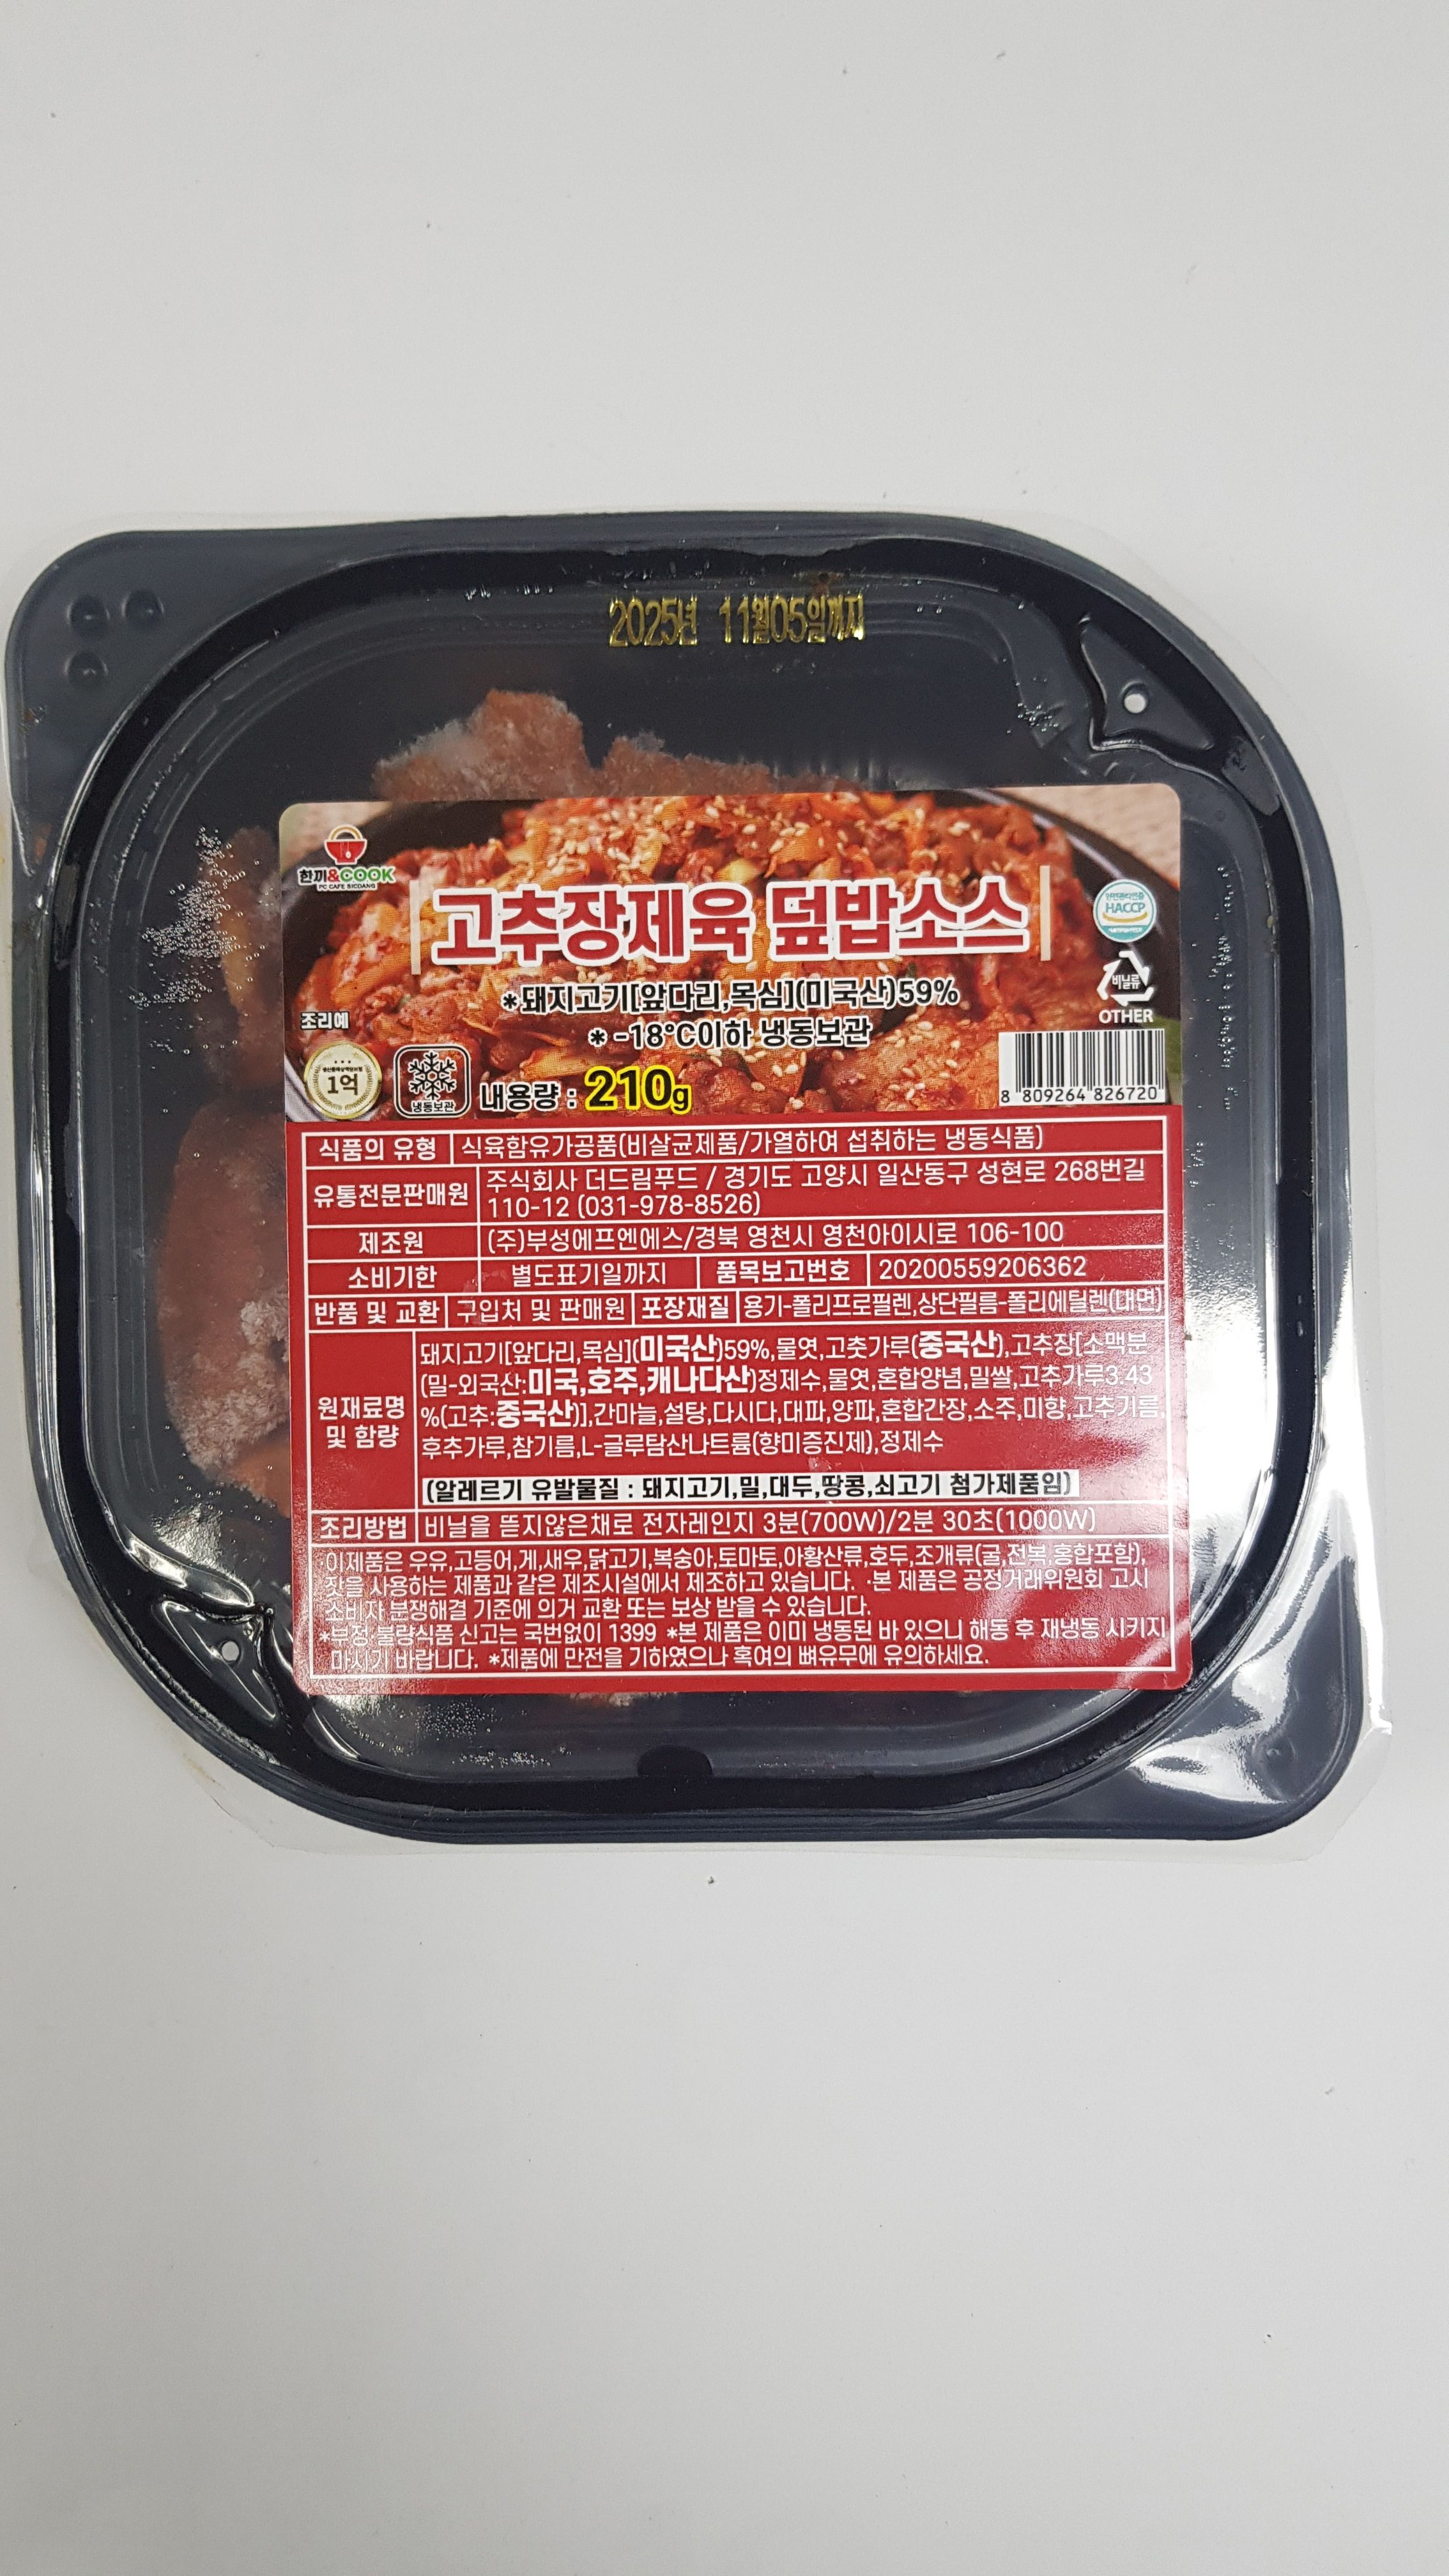 2025년 11월05일까지
한끼&COOK
PC CAFE BICDANG
고추장제육 덮밥소스
안전관리인증
HACCP
*돼지고기[앞다리,목심](미국산)59%
비닐류
OTHER
조리예
* -18°C이하 냉동보관
1억
냉동보관
내용량 : 210g
8 809264 826720
식품의 유형 식육함유가공품(비살균제품/가열하여 섭취하는 냉동식품)
유통전문판매원 주식회사 더드림푸드 / 경기도 고양시 일산동구 성현로 268번길
110-12 (031-978-8526)
제조원 (주)부성에프엔에스/경북 영천시 영천아이시로 106-100
소비기한 별도표기일까지 품목보고번호 20200559206362
반품 및 교환 구입처 및 판매원 포장재질 용기-폴리프로필렌,상단필름-폴리에틸렌(내면)
원재료명 및 함량
돼지고기[앞다리,목심](미국산)59%,물엿,고춧가루(중국산),고추장[소맥분
(밀-외국산:미국,호주,캐나다산)정제수,물엿,혼합양념,밀쌀,고추가루3.43
%(고추:중국산)],간마늘,설탕,다시다,대파,양파,혼합간장,소주,미향,고추기름,
후추가루,참기름,L-글루탐산나트륨(향미증진제),정제수
(알레르기 유발물질 : 돼지고기,밀,대두,땅콩,쇠고기 첨가제품임)
조리방법 비닐을 뜯지않은채로 전자레인지 3분(700W)/2분 30초(1000W)
·이제품은 우유,고등어,게,새우,닭고기,복숭아,토마토,아황산류,호두,조개류(굴,전복,홍합포함),
잣을 사용하는 제품과 같은 제조시설에서 제조하고 있습니다. ·본 제품은 공정거래위원회 고시
소비자 분쟁해결 기준에 의거 교환 또는 보상 받을 수 있습니다.
*부정·불량식품 신고는 국번없이 1399 *본 제품은 이미 냉동된 바 있으니 해동 후 재냉동 시키지
마시기 바랍니다. *제품에 만전을 기하였으나 혹여의 뼈유무에 유의하세요.